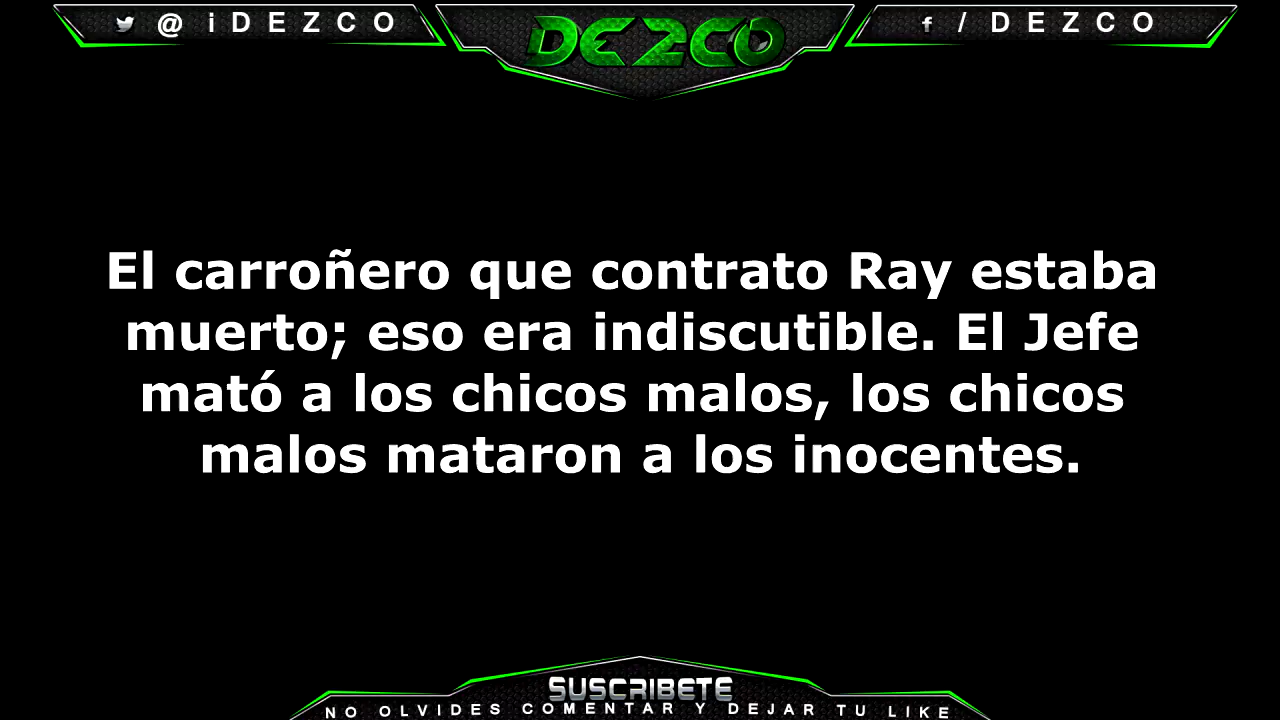 @iDEZCO
DEZCO
f / DEZCO
El carroñero que contrato Ray estaba
muerto; eso era indiscutible. El Jefe
mató a los chicos malos, los chicos
malos mataron a los inocentes.
SUSCRIBETE
NO OLVIDES COMENTAR Y DEJAR TU LIKE